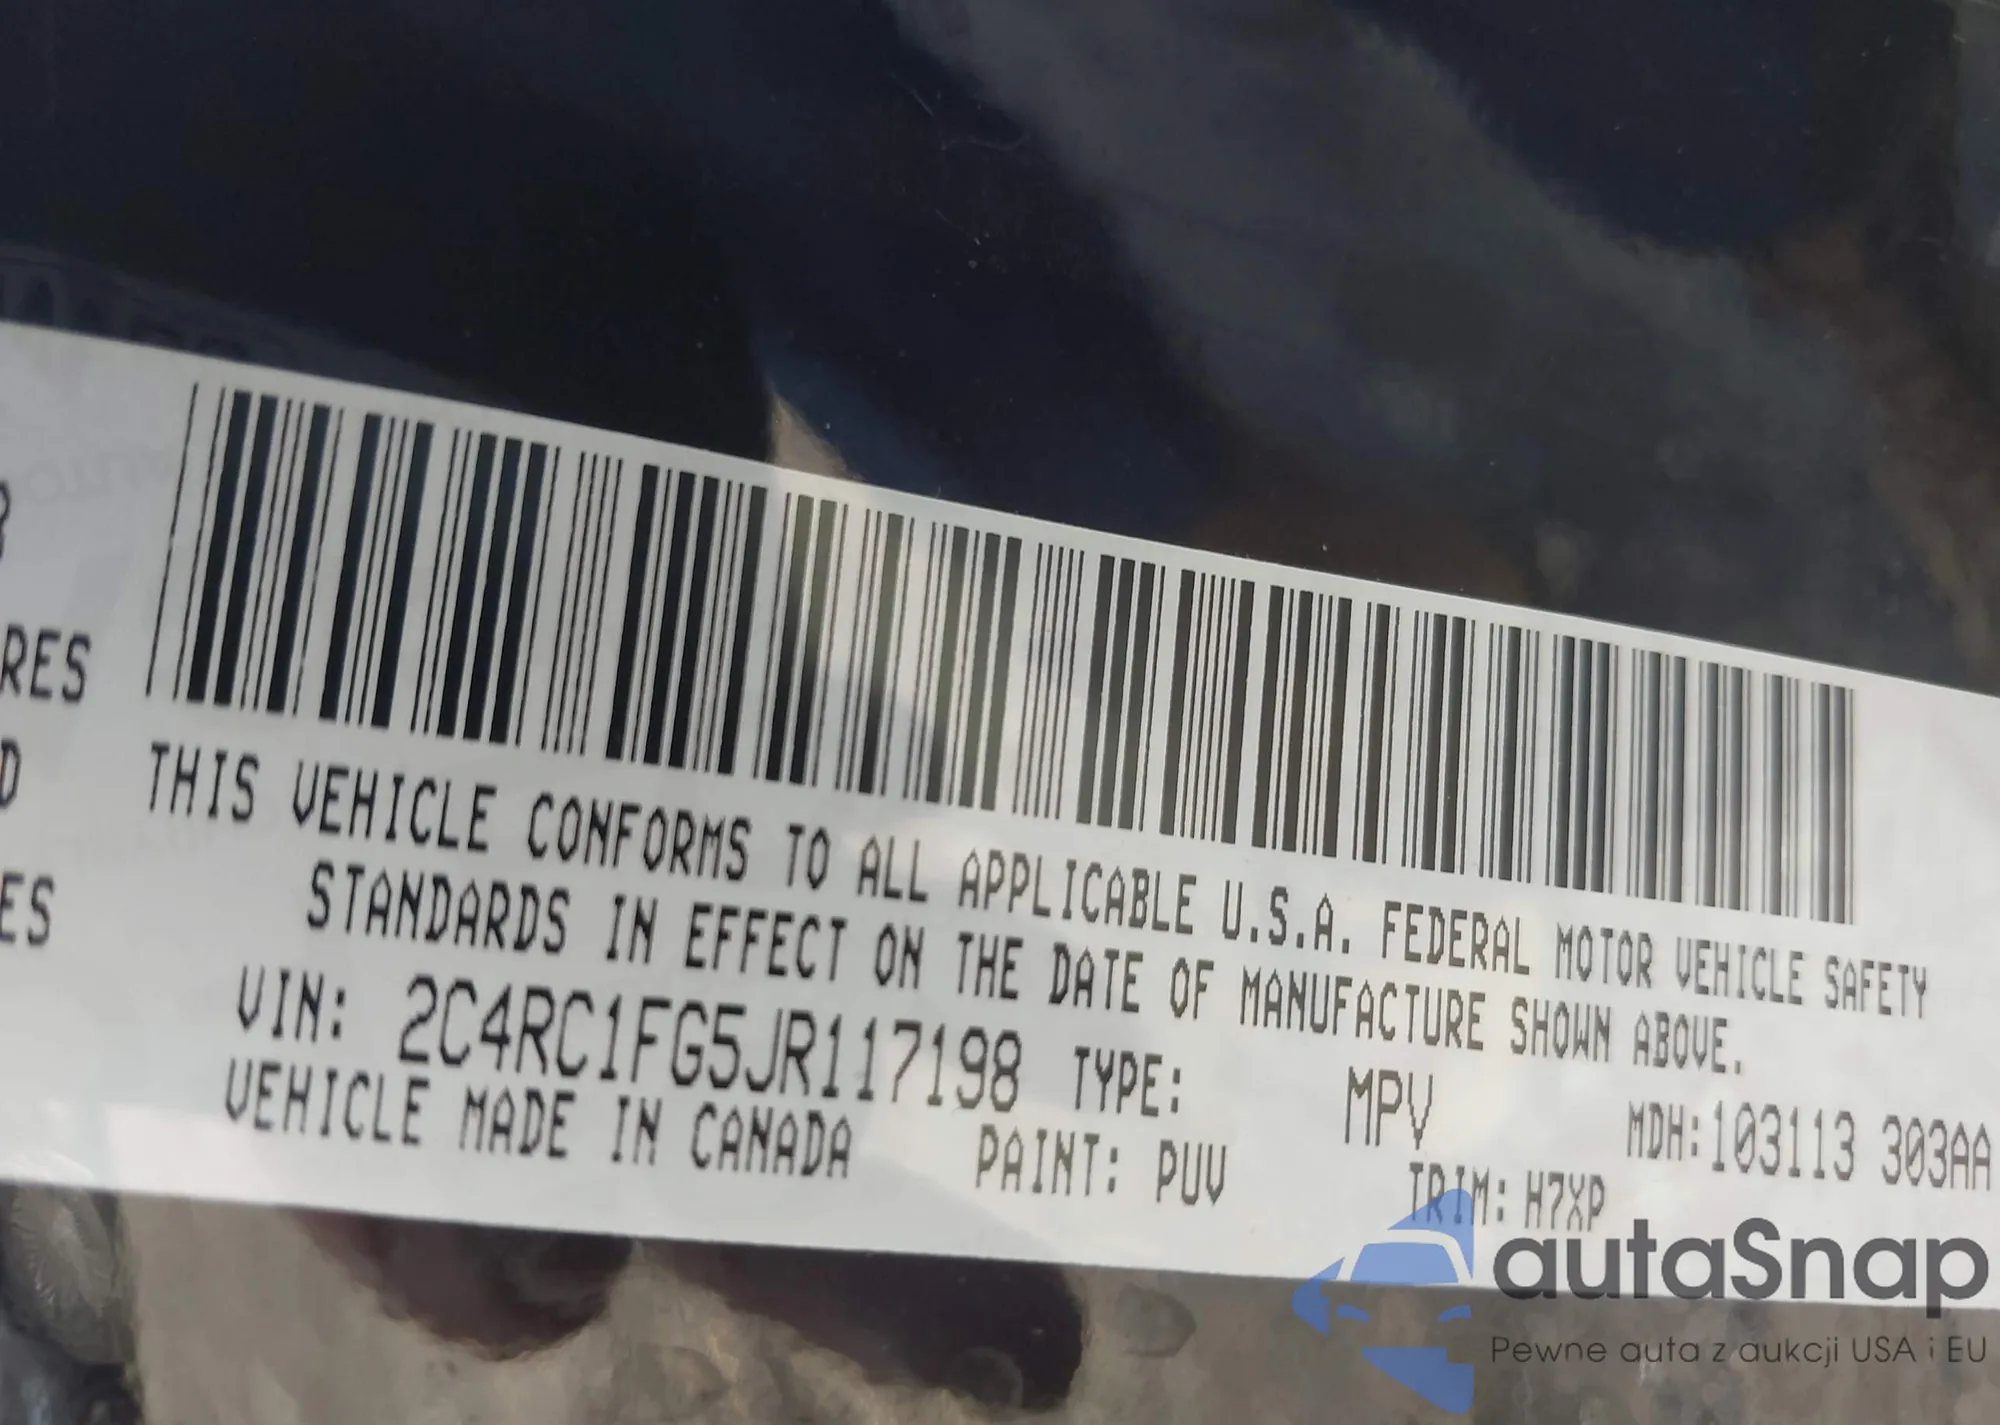 RES
D
ES
THIS VEHICLE CONFORMS TO ALL APPLICABLE U.S.A. FEDERAL MOTOR VEHICLE SAFETY
STANDARDS IN EFFECT ON THE DATE OF MANUFACTURE SHOWN ABOVE.
VIN: 2C4RC1FG5JR117198 TYPE: MPV MDH:103113 303AA
VEHICLE MADE IN CANADA PAINT: PUV TRIM: H7XP
autaSnap
Pewne auta z aukcji USA i EU